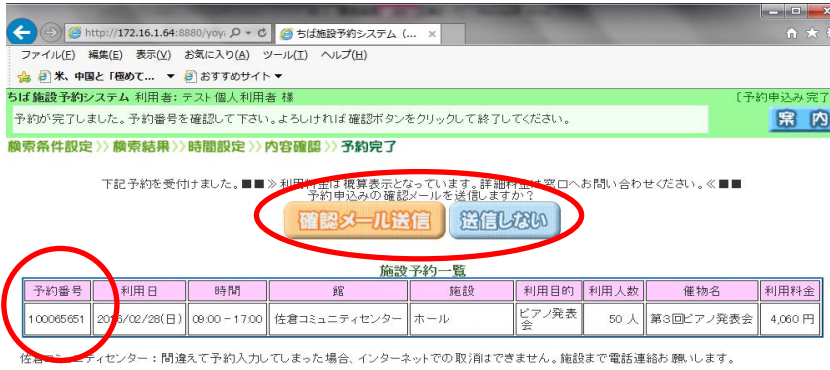 http://172.16.1.64:8880/yoy
ちば施設予約システム (... ×
ファイル(F) 編集(E) 表示(V) お気に入り(A) ツール(T) ヘルプ(H)
米、中国と「極めて... ▼ おすすめサイト ▼
ちば施設予約システム 利用者: テスト個人利用者 様 〔予約申込み完了
予約が完了しました。予約番号を確認して下さい。よろしければ確認ボタンをクリックして終了してください。 案 内
検索条件設定 >> 検索結果 >> 時間設定 >> 内容確認 >> 予約完了
下記予約を受付けました。■■≫利用料金は概算表示となっています。詳細料金は窓口へお問い合わせください。≪■■
予約申込みの確認メールを送信しますか?
確認メール送信 送信しない
施設予約一覧
予約番号 利用日 時間 館 施設 利用目的 利用人数 催物名 利用料金
100065651 2016/02/28(日) 09:00 - 17:00 佐倉コミュニティセンター ホール ピアノ発表会 50 人 第3回ピアノ発表会 4,060 円
佐倉コミュニティセンター:間違えて予約入力してしまった場合、インターネットでの取消はできません。施設まで電話連絡お願いします。